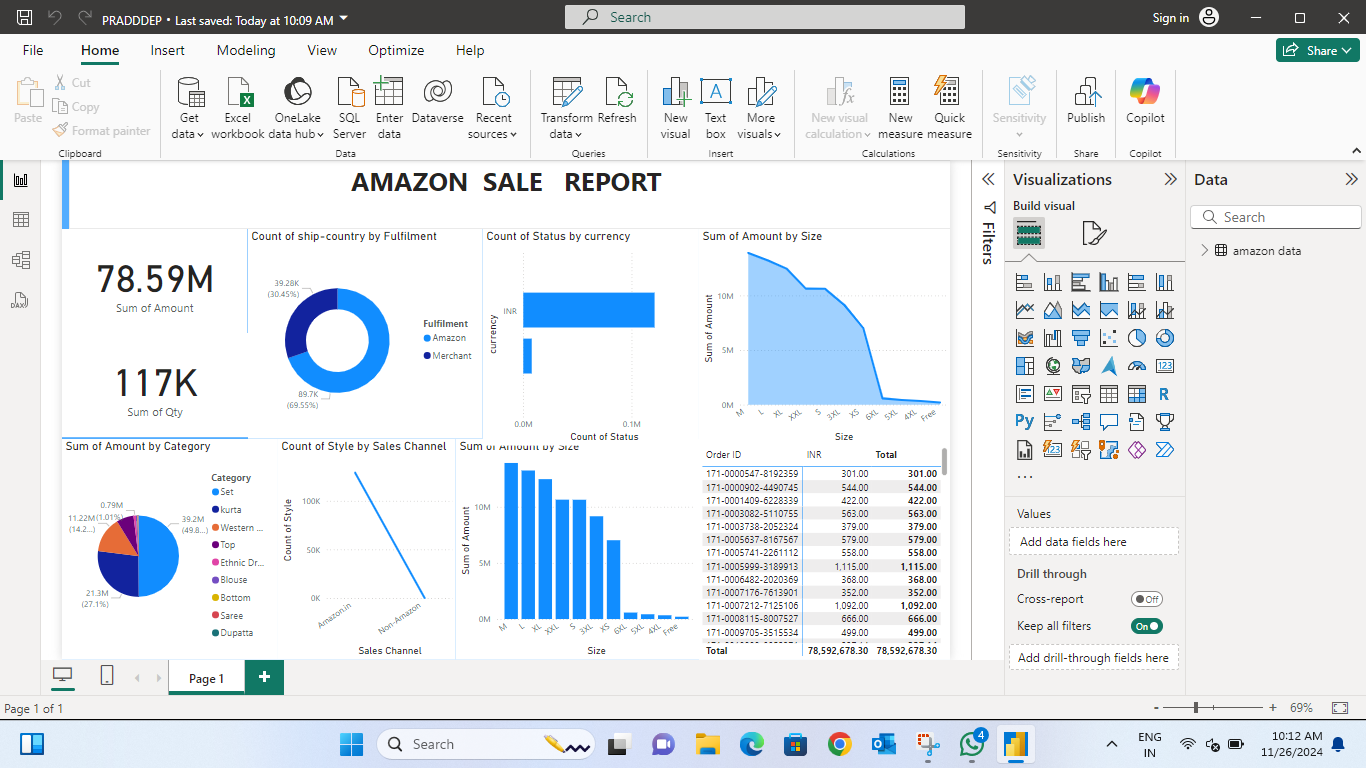 PRADDDEP • Last saved: Today at 10:09 AM
Search
Sign in
File Home Insert Modeling View Optimize Help
Share
Paste
Cut
Copy
Format painter
Clipboard
Get data
Excel workbook
OneLake data hub
SQL Server
Enter data
Dataverse
Recent sources
Data
Transform data
Refresh
Queries
New visual
Text box
More visuals
Insert
New visual calculation
New measure
Quick measure
Calculations
Sensitivity
Sensitivity
Publish
Share
Copilot
Copilot
DAX
AMAZON SALE REPORT
78.59M
Sum of Amount
117K
Sum of Qty
Count of ship-country by Fulfilment
39.28K
(30.45%)
89.7K
(69.55%)
Fulfilment
Amazon
Merchant
Count of Status by currency
currency
INR
0.0M 0.1M
Count of Status
Sum of Amount by Size
Sum of Amount
10M
5M
0M
M L XL XXL S 3XL XS 6XL 5XL 4XL Free
Size
Sum of Amount by Category
0.79M
(1.01%)
11.22M
(14.2...)
39.2M
(49.8...)
21.3M
(27.1%)
Category
Set
kurta
Western ...
Top
Ethnic Dr...
Blouse
Bottom
Saree
Dupatta
Count of Style by Sales Channel
Count of Style
100K
50K
0K
Amazon.in Non-Amazon
Sales Channel
Sum of Amount by Size
Sum of Amount
10M
5M
0M
M L XL XXL S 3XL XS 6XL 5XL 4XL Free
Size
Order ID INR Total
171-0000547-8192359 301.00 301.00
171-0000902-4490745 544.00 544.00
171-0001409-6228339 422.00 422.00
171-0003082-5110755 563.00 563.00
171-0003738-2052324 379.00 379.00
171-0005637-8167567 579.00 579.00
171-0005741-2261112 558.00 558.00
171-0005999-3189913 1,115.00 1,115.00
171-0006482-2020369 368.00 368.00
171-0007176-7613901 352.00 352.00
171-0007212-7125106 1,092.00 1,092.00
171-0008115-8007527 666.00 666.00
171-0009705-3515534 499.00 499.00
Total 78,592,678.30 78,592,678.30
Filters
Visualizations
Build visual
123
R
Py
123
...
Values
Add data fields here
Drill through
Cross-report Off
Keep all filters On
Add drill-through fields here
Data
Search
amazon data
Page 1
+
Page 1 of 1
- + 69%
Search
4
ENG
IN
10:12 AM
11/26/2024